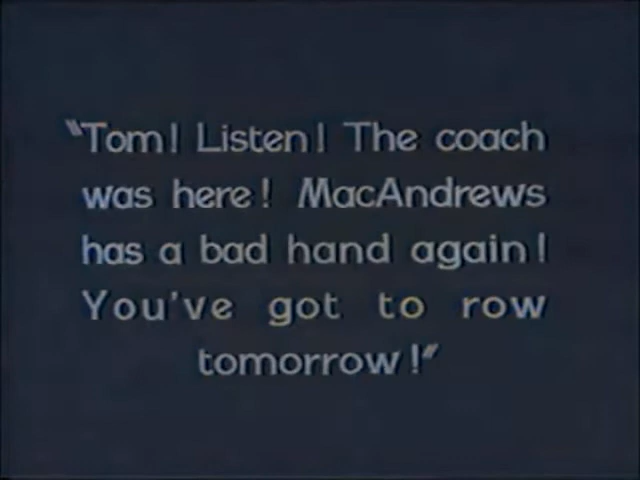 "Tom! Listen! The coach
was here! MacAndrews
has a bad hand again!
You've got to row
tomorrow!"